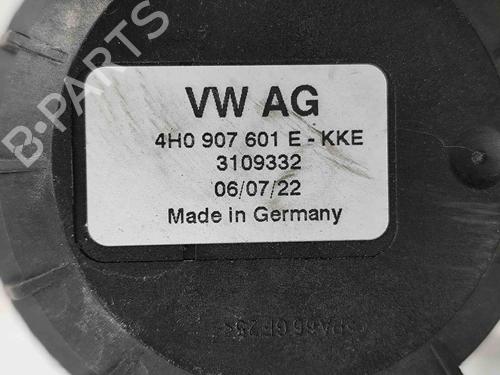 B-PARTS
VW AG
4H0 907 601 E - KKE
3109332
06/07/22
Made in Germany